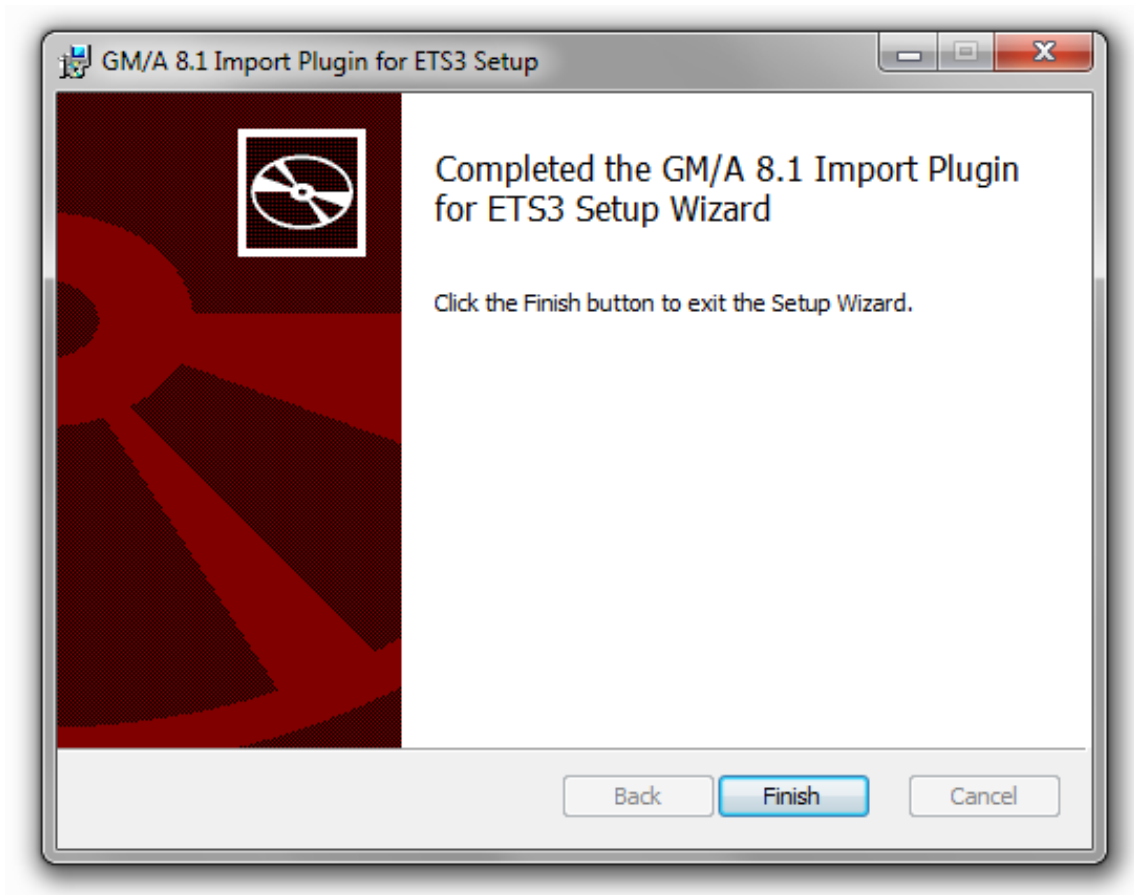 GM/A 8.1 Import Plugin for ETS3 Setup
Completed the GM/A 8.1 Import Plugin
for ETS3 Setup Wizard
Click the Finish button to exit the Setup Wizard.
Back
Finish
Cancel